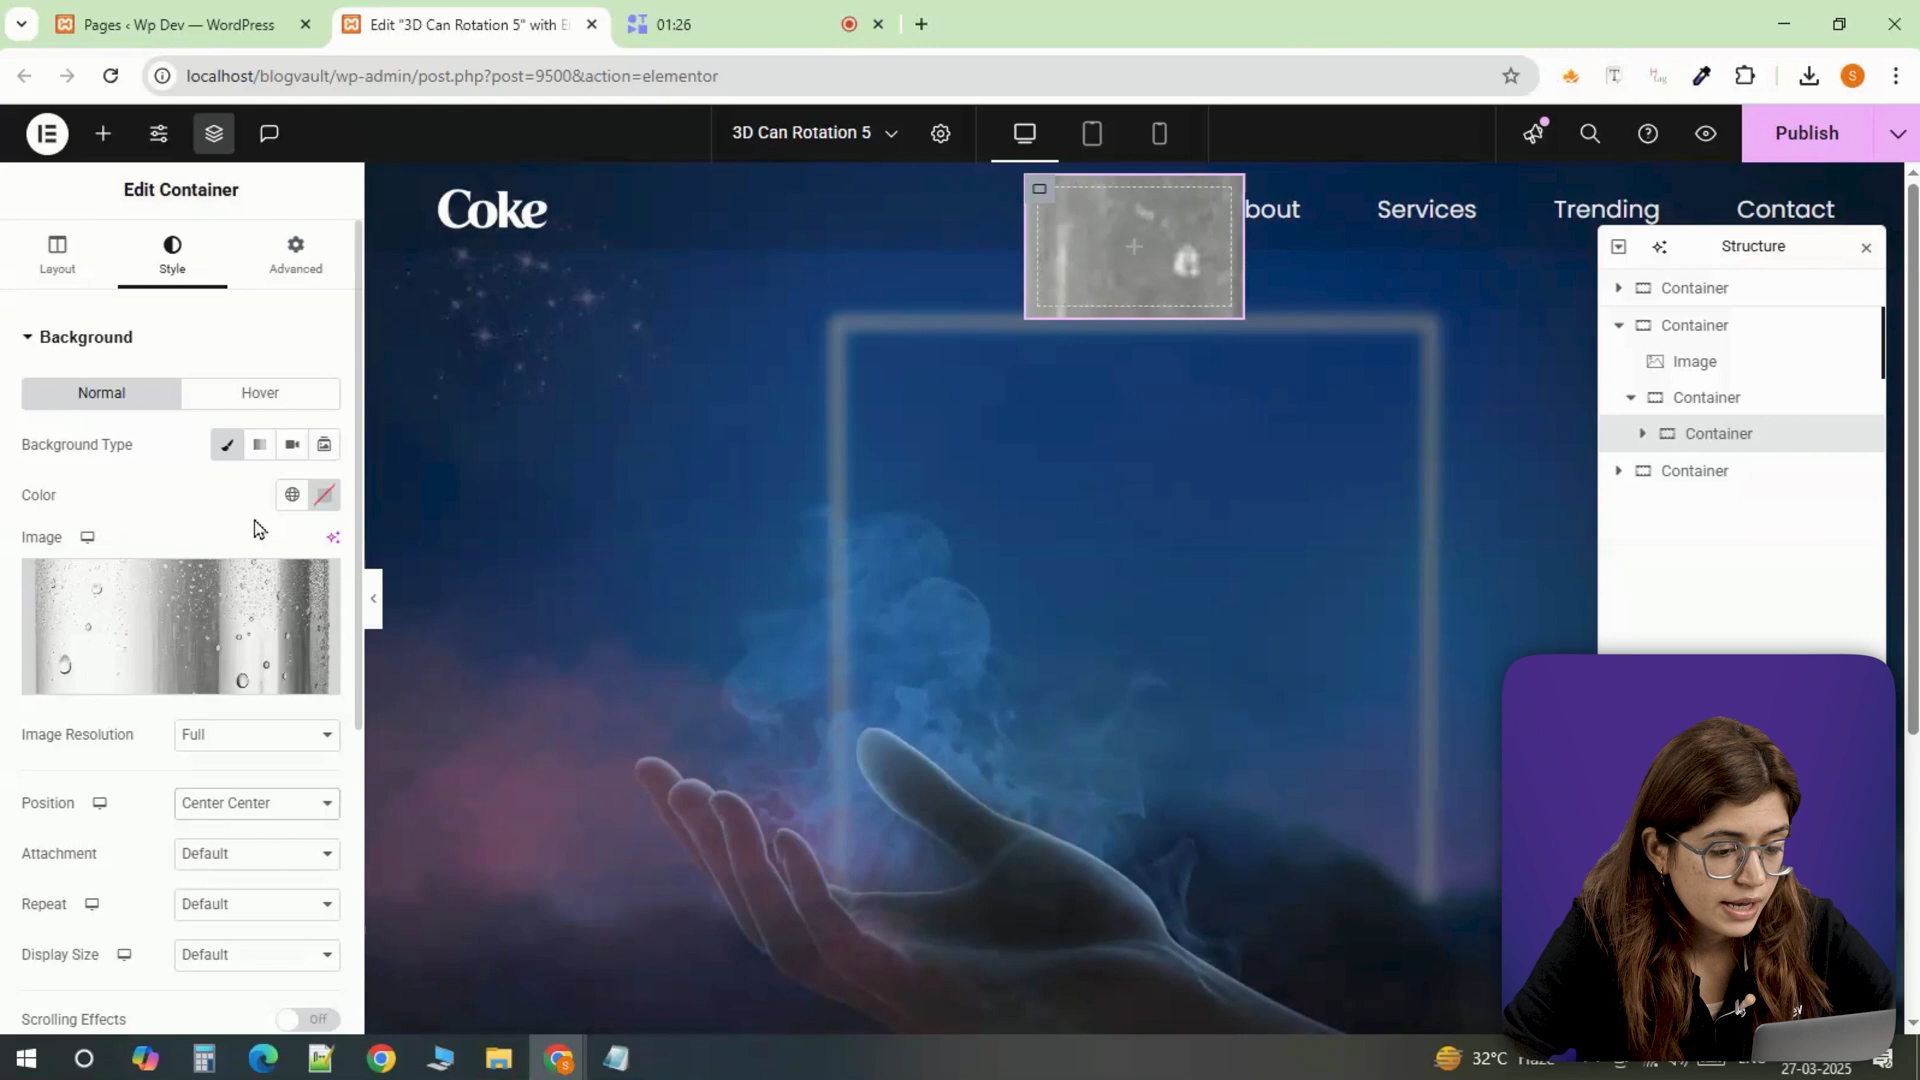 Pages ‹ Wp Dev — WordPress
Edit "3D Can Rotation 5" with E
01:26
localhost/blogvault/wp-admin/post.php?post=9500&action=elementor
S
3D Can Rotation 5
Publish
Edit Container
Layout
Style
Advanced
Background
Normal
Hover
Background Type
Color
Image
Image Resolution
Full
Position
Center Center
Attachment
Default
Repeat
Default
Display Size
Default
Scrolling Effects
Off
Coke
bout
Services
Trending
Contact
Structure
Container
Container
Image
Container
Container
Container
32°C
27-03-2025